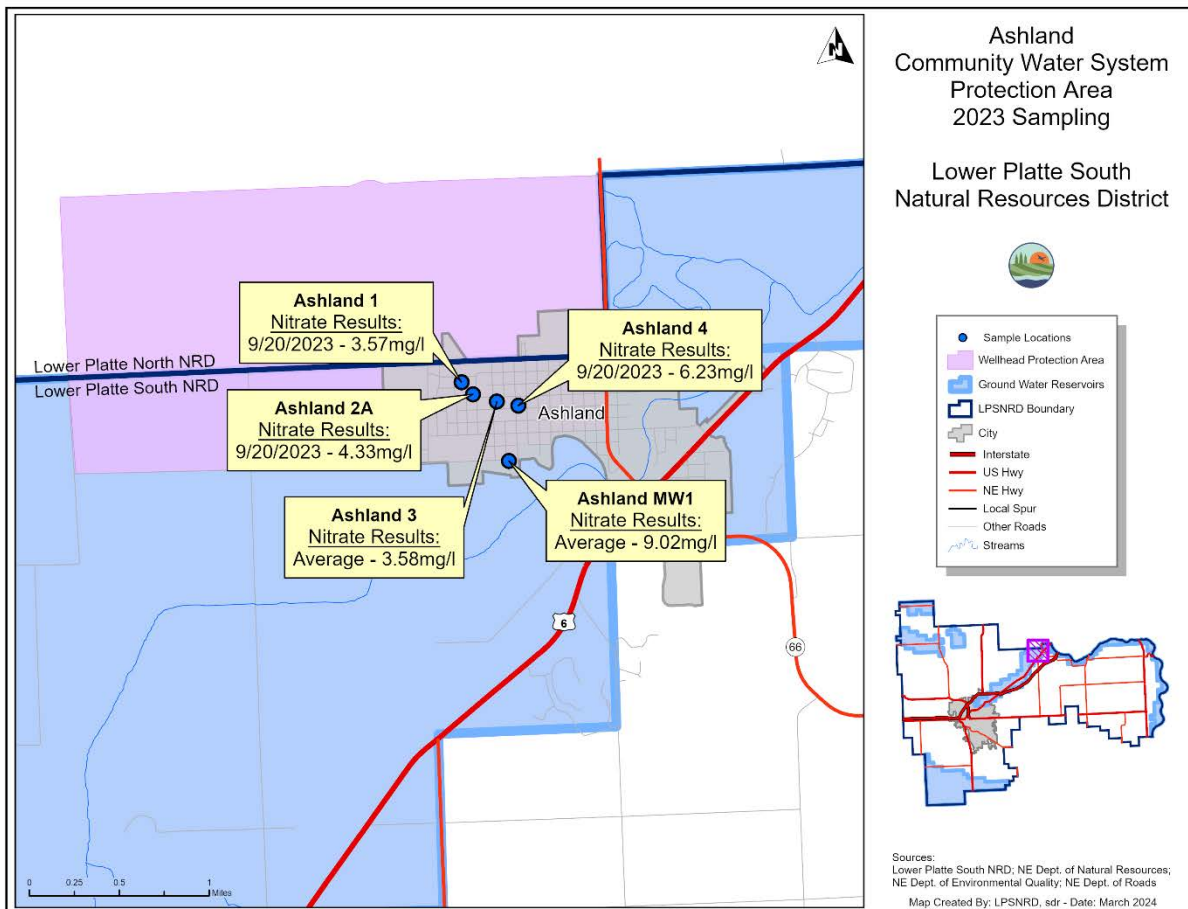 Ashland
Community Water System
Protection Area
2023 Sampling
Lower Platte South
Natural Resources District
N
Lower Platte North NRD
Lower Platte South NRD
Ashland 1
Nitrate Results:
9/20/2023 - 3.57mg/l
Ashland 4
Nitrate Results:
9/20/2023 - 6.23mg/l
Ashland 2A
Nitrate Results:
9/20/2023 - 4.33mg/l
Ashland
Ashland 3
Nitrate Results:
Average - 3.58mg/l
Ashland MW1
Nitrate Results:
Average - 9.02mg/l
6
66
0 0.25 0.5 1
Miles
Sample Locations
Wellhead Protection Area
Ground Water Reservoirs
LPSNRD Boundary
City
Interstate
US Hwy
NE Hwy
Local Spur
Other Roads
Streams
Sources:
Lower Platte South NRD; NE Dept. of Natural Resources;
NE Dept. of Environmental Quality; NE Dept. of Roads
Map Created By: LPSNRD, sdr - Date: March 2024